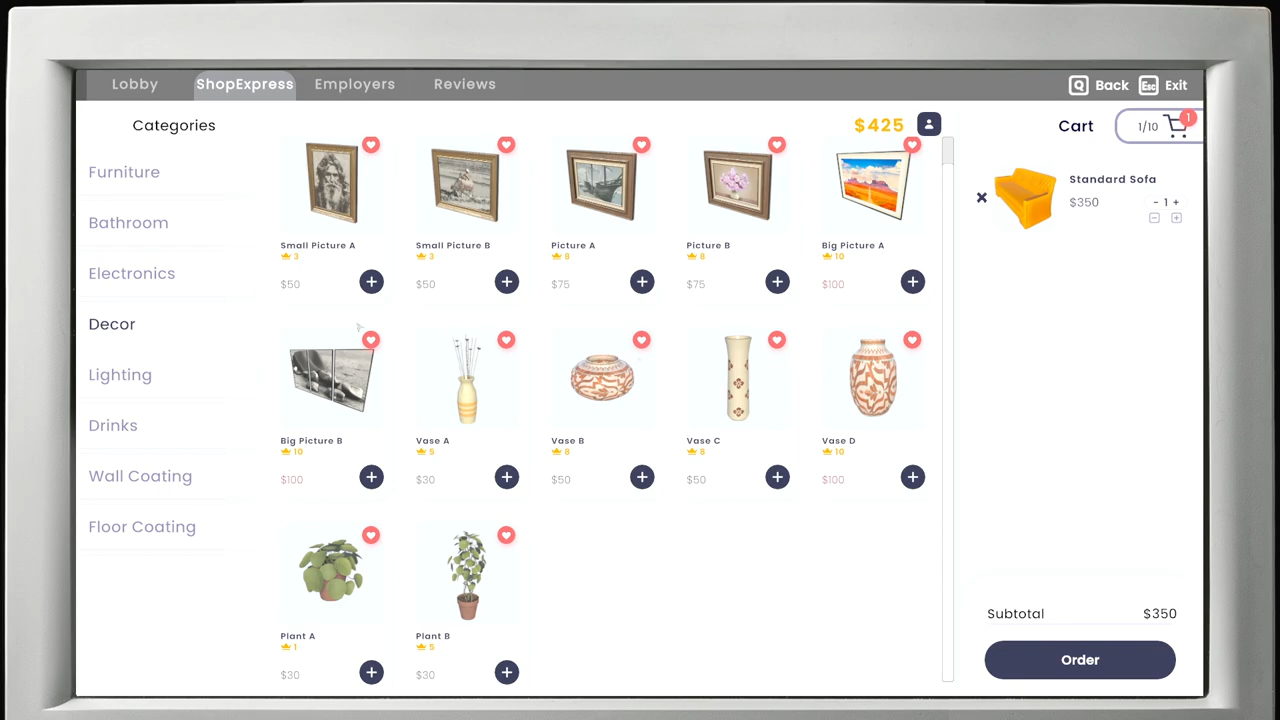 Lobby ShopExpress Employers Reviews Q Back Esc Exit
Categories $425 Cart 1/10 1
Furniture
Bathroom
Electronics
Decor
Lighting
Drinks
Wall Coating
Floor Coating
Small Picture A Small Picture B Picture A Picture B Big Picture A
3 3 8 8 10
$50 + $50 + $75 + $75 + $100 +
Big Picture B Vase A Vase B Vase C Vase D
10 5 8 8 10
$100 + $30 + $50 + $50 + $100 +
Plant A Plant B
1 5
$30 + $30 +
Standard Sofa
$350 - 1 +
Subtotal $350
Order